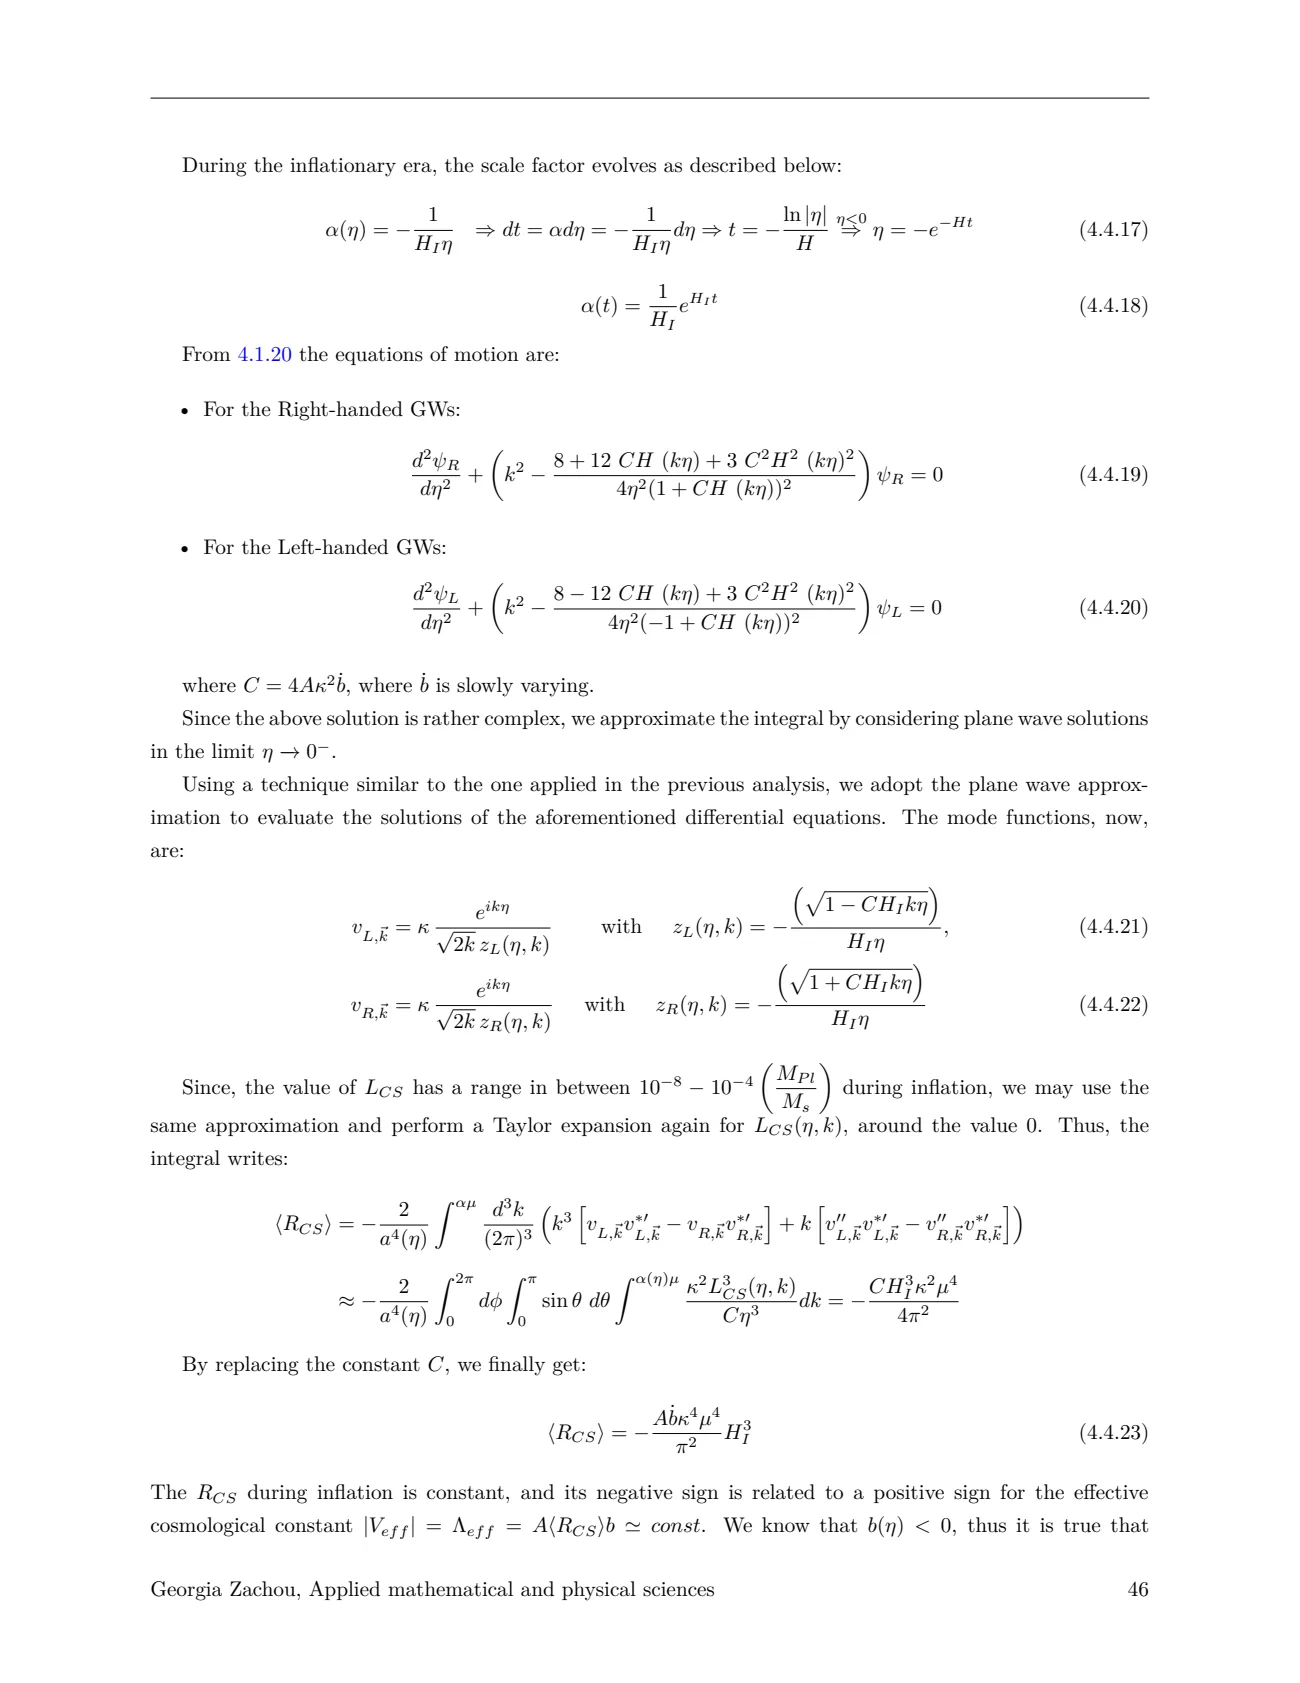 During the inflationary era, the scale factor evolves as described below:
α(η) = −1/(H_I η) ⇒ dt = αdη = −1/(H_I η) dη ⇒ t = −ln|η|/H ⇒^{η<0} η = −e^{−Ht} (4.4.17)
α(t) = 1/H_I e^{H_I t} (4.4.18)
From 4.1.20 the equations of motion are:
• For the Right-handed GWs:
d²ψ_R/dη² + (k² − (8 + 12 CH (kη) + 3 C²H² (kη)²)/(4η²(1 + CH (kη))²)) ψ_R = 0 (4.4.19)
• For the Left-handed GWs:
d²ψ_L/dη² + (k² − (8 − 12 CH (kη) + 3 C²H² (kη)²)/(4η²(−1 + CH (kη))²)) ψ_L = 0 (4.4.20)
where C = 4Aκ²ḃ, where ḃ is slowly varying.
Since the above solution is rather complex, we approximate the integral by considering plane wave solutions
in the limit η → 0⁻.
Using a technique similar to the one applied in the previous analysis, we adopt the plane wave approx-
imation to evaluate the solutions of the aforementioned differential equations. The mode functions, now,
are:
v_{L,k⃗} = κ e^{ikη}/(√(2k) z_L(η, k)) with z_L(η, k) = −(√(1 − CH_I kη))/(H_I η), (4.4.21)
v_{R,k⃗} = κ e^{ikη}/(√(2k) z_R(η, k)) with z_R(η, k) = −(√(1 + CH_I kη))/(H_I η) (4.4.22)
Since, the value of L_{CS} has a range in between 10⁻⁸ − 10⁻⁴ (M_{Pl}/M_s) during inflation, we may use the
same approximation and perform a Taylor expansion again for L_{CS}(η, k), around the value 0. Thus, the
integral writes:
⟨R_{CS}⟩ = −2/a⁴(η) ∫^{αμ} d³k/(2π)³ (k³ [v_{L,k⃗} v*′_{L,k⃗} − v_{R,k⃗} v*′_{R,k⃗}] + k [v″_{L,k⃗} v*′_{L,k⃗} − v″_{R,k⃗} v*′_{R,k⃗}])
≈ −2/a⁴(η) ∫_0^{2π} dϕ ∫_0^π sin θ dθ ∫^{α(η)μ} κ²L³_{CS}(η, k)/(Cη³) dk = −CH_I³κ²μ⁴/(4π²)
By replacing the constant C, we finally get:
⟨R_{CS}⟩ = −Aḃκ⁴μ⁴/π² H_I³ (4.4.23)
The R_{CS} during inflation is constant, and its negative sign is related to a positive sign for the effective
cosmological constant |V_{eff}| = Λ_{eff} = A⟨R_{CS}⟩b ≃ const. We know that b(η) < 0, thus it is true that
Georgia Zachou, Applied mathematical and physical sciences 46